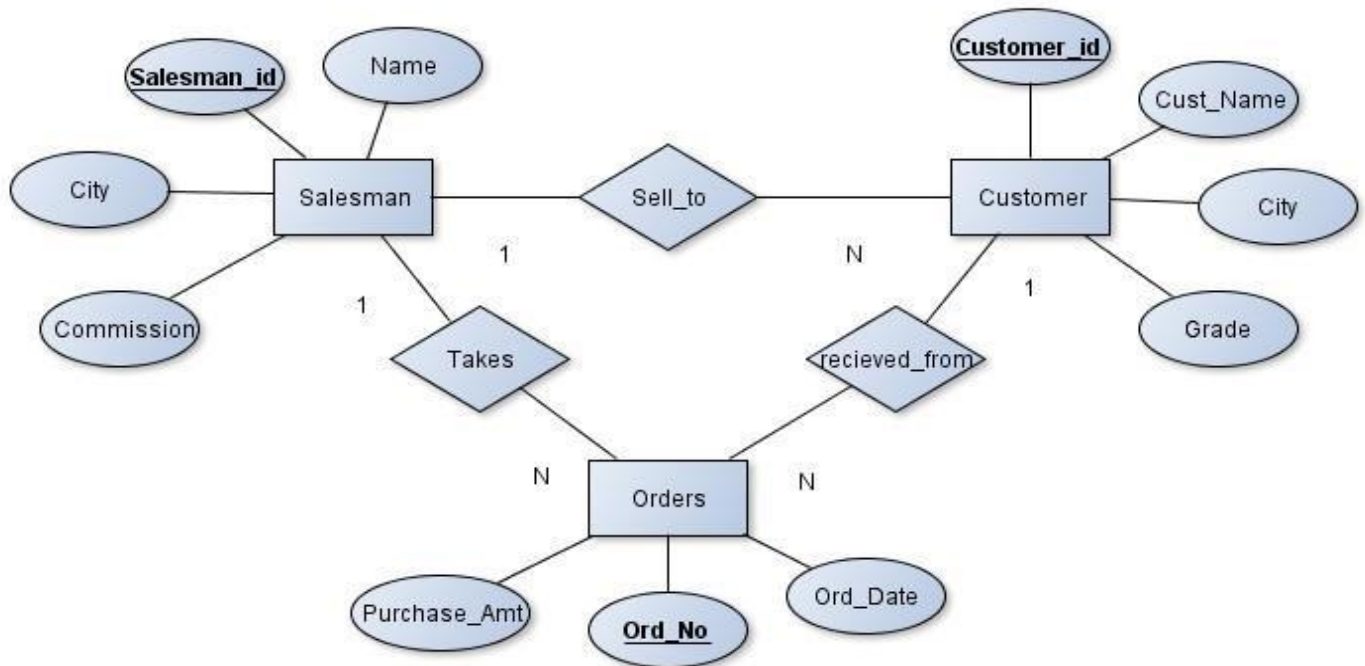 Customer_id
Salesman_id
Name
Cust_Name
City
Salesman
Sell_to
Customer
City
1
N
1
1
Commission
Takes
recieved_from
Grade
N
N
Orders
Purchase_Amt
Ord_No
Ord_Date